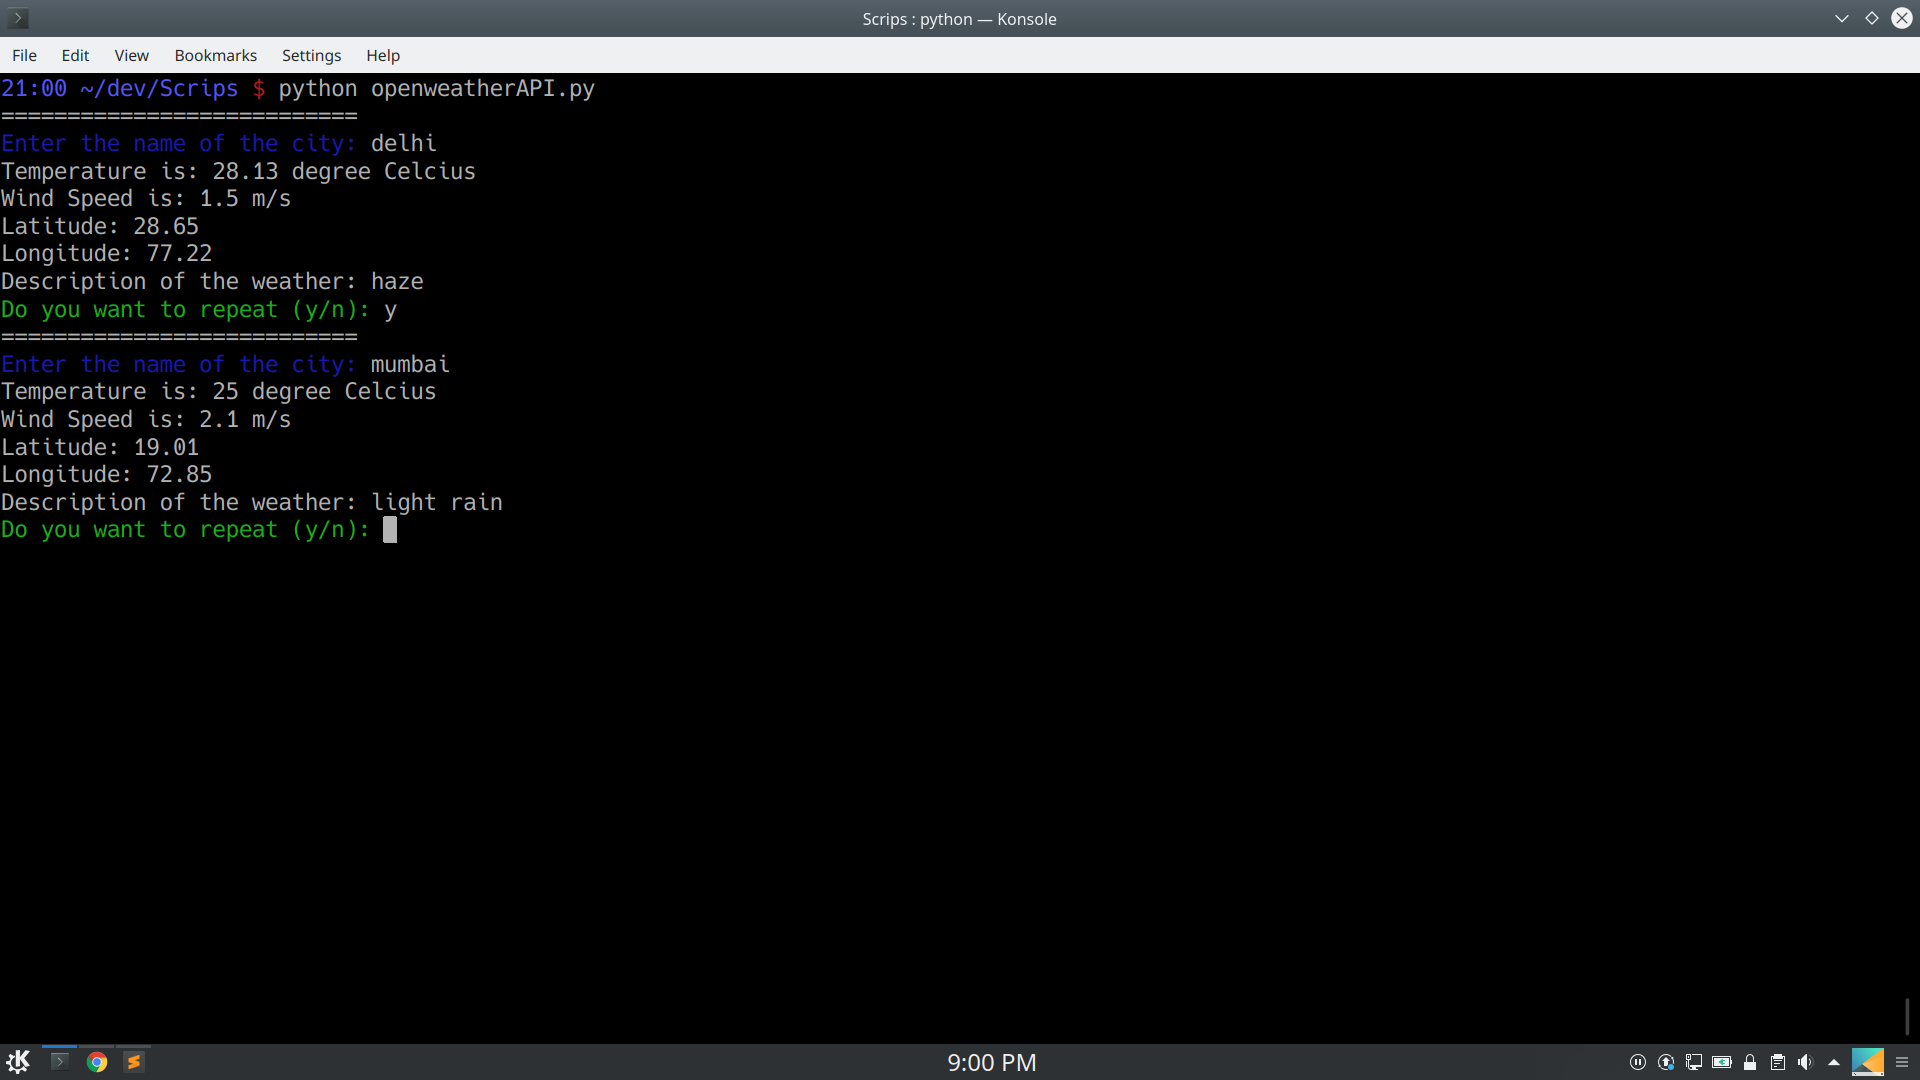 Scrips : python — Konsole
File Edit View Bookmarks Settings Help
21:00 ~/dev/Scrips $ python openweatherAPI.py
===========================
Enter the name of the city: delhi
Temperature is: 28.13 degree Celcius
Wind Speed is: 1.5 m/s
Latitude: 28.65
Longitude: 77.22
Description of the weather: haze
Do you want to repeat (y/n): y
===========================
Enter the name of the city: mumbai
Temperature is: 25 degree Celcius
Wind Speed is: 2.1 m/s
Latitude: 19.01
Longitude: 72.85
Description of the weather: light rain
Do you want to repeat (y/n):
9:00 PM